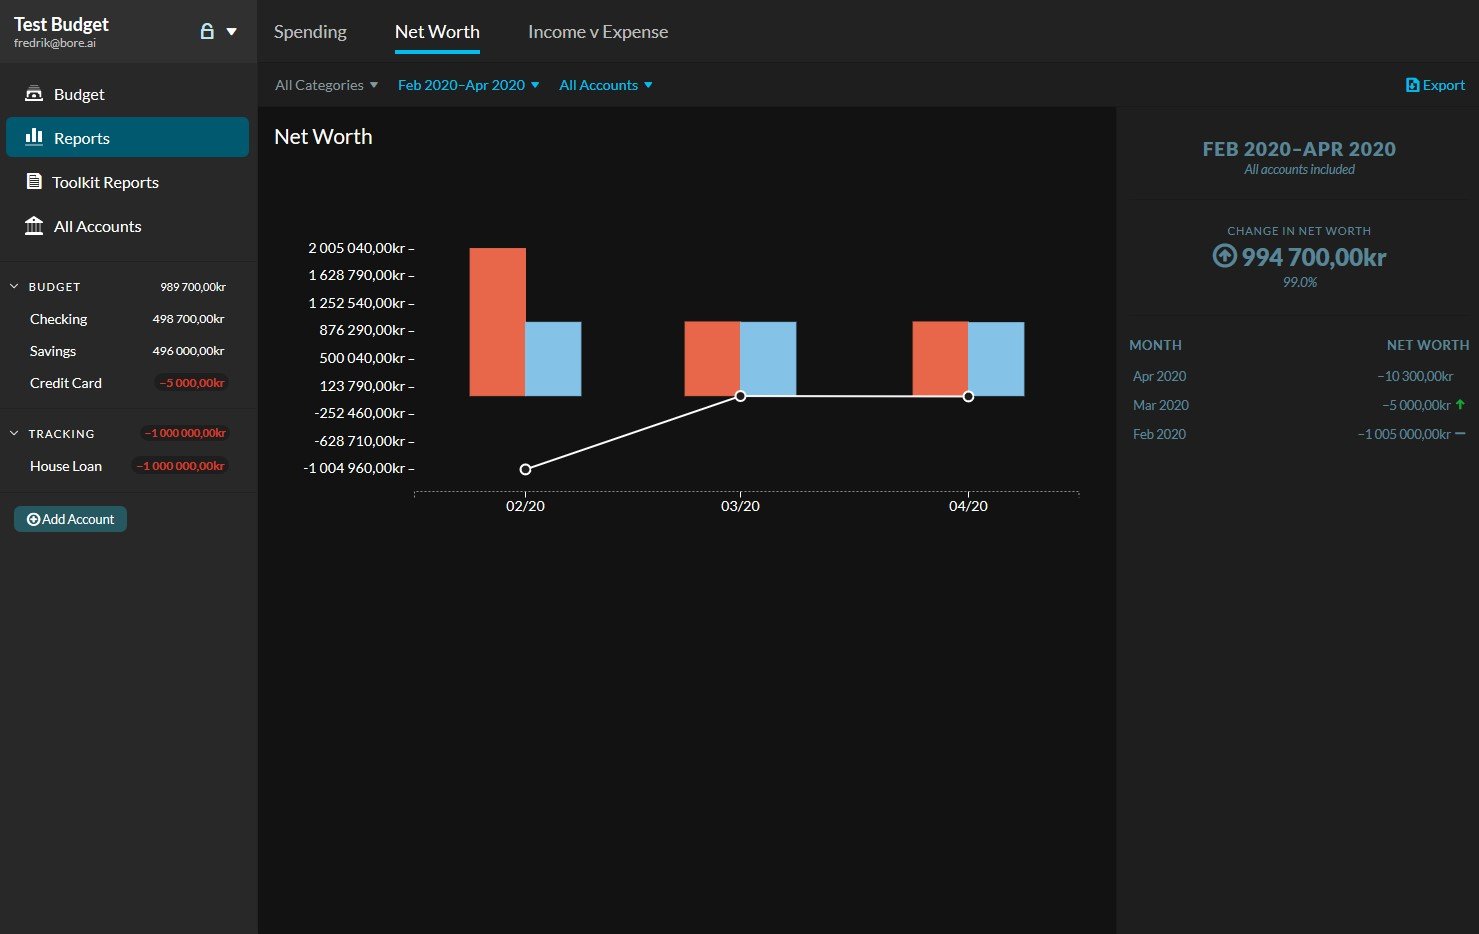 Test Budget
fredrik@bore.ai
Budget
Reports
Toolkit Reports
All Accounts
BUDGET 989 700,00kr
Checking 498 700,00kr
Savings 496 000,00kr
Credit Card −5 000,00kr
TRACKING −1 000 000,00kr
House Loan −1 000 000,00kr
Add Account
Spending Net Worth Income v Expense
All Categories Feb 2020–Apr 2020 All Accounts Export
Net Worth
2 005 040,00kr
1 628 790,00kr
1 252 540,00kr
876 290,00kr
500 040,00kr
123 790,00kr
-252 460,00kr
-628 710,00kr
-1 004 960,00kr
02/20 03/20 04/20
FEB 2020–APR 2020
All accounts included
CHANGE IN NET WORTH
994 700,00kr
99.0%
MONTH NET WORTH
Apr 2020 −10 300,00kr
Mar 2020 −5 000,00kr
Feb 2020 −1 005 000,00kr